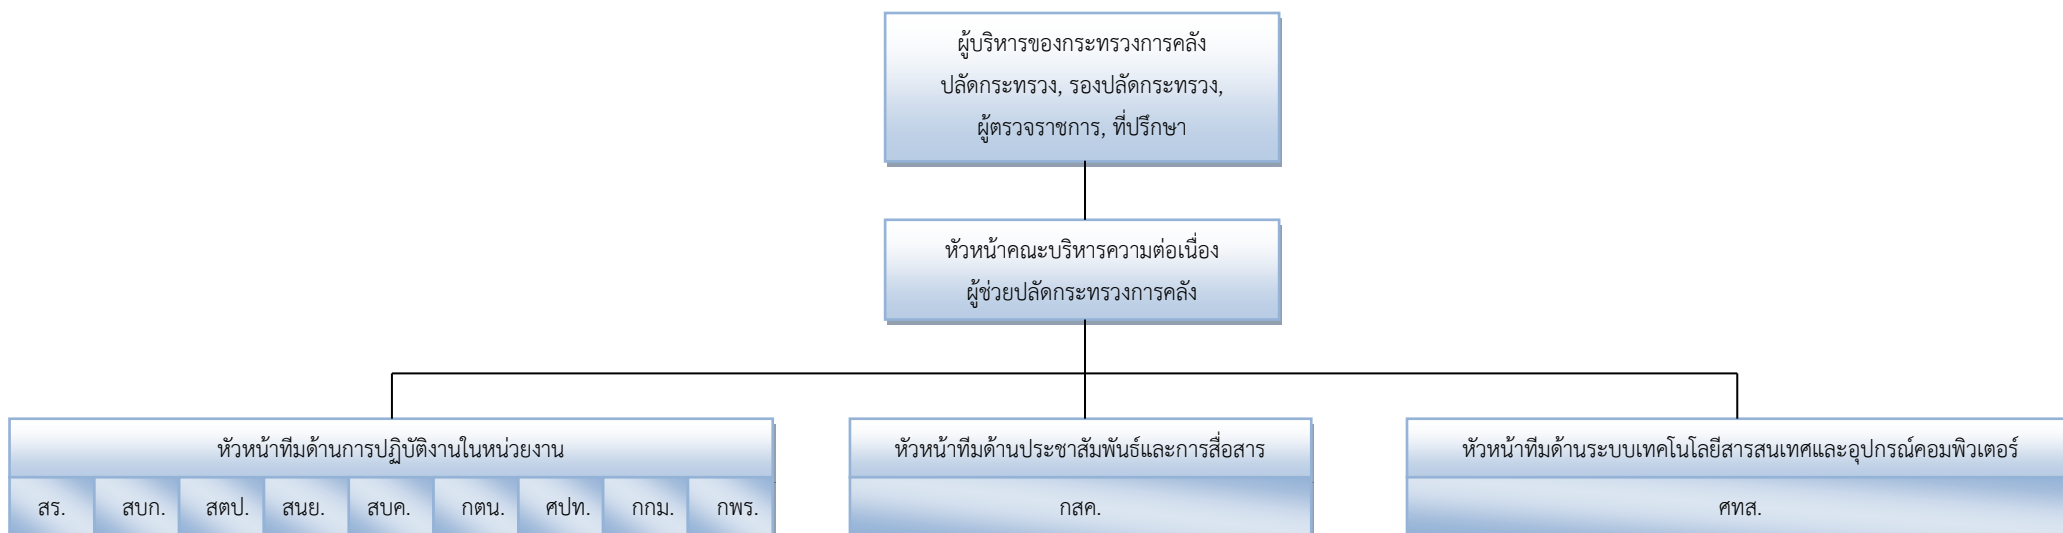 ผู้บริหารของกระทรวงการคลัง
ปลัดกระทรวง, รองปลัดกระทรวง,
ผู้ตรวจราชการ, ที่ปรึกษา
หัวหน้าคณะบริหารความต่อเนื่อง
ผู้ช่วยปลัดกระทรวงการคลัง
หัวหน้าทีมด้านการปฏิบัติงานในหน่วยงาน
สร. สบก. สตป. สนย. สบค. กตน. ศปท. กกม. กพร.
หัวหน้าทีมด้านประชาสัมพันธ์และการสื่อสาร
กสค.
หัวหน้าทีมด้านระบบเทคโนโลยีสารสนเทศและอุปกรณ์คอมพิวเตอร์
ศทส.